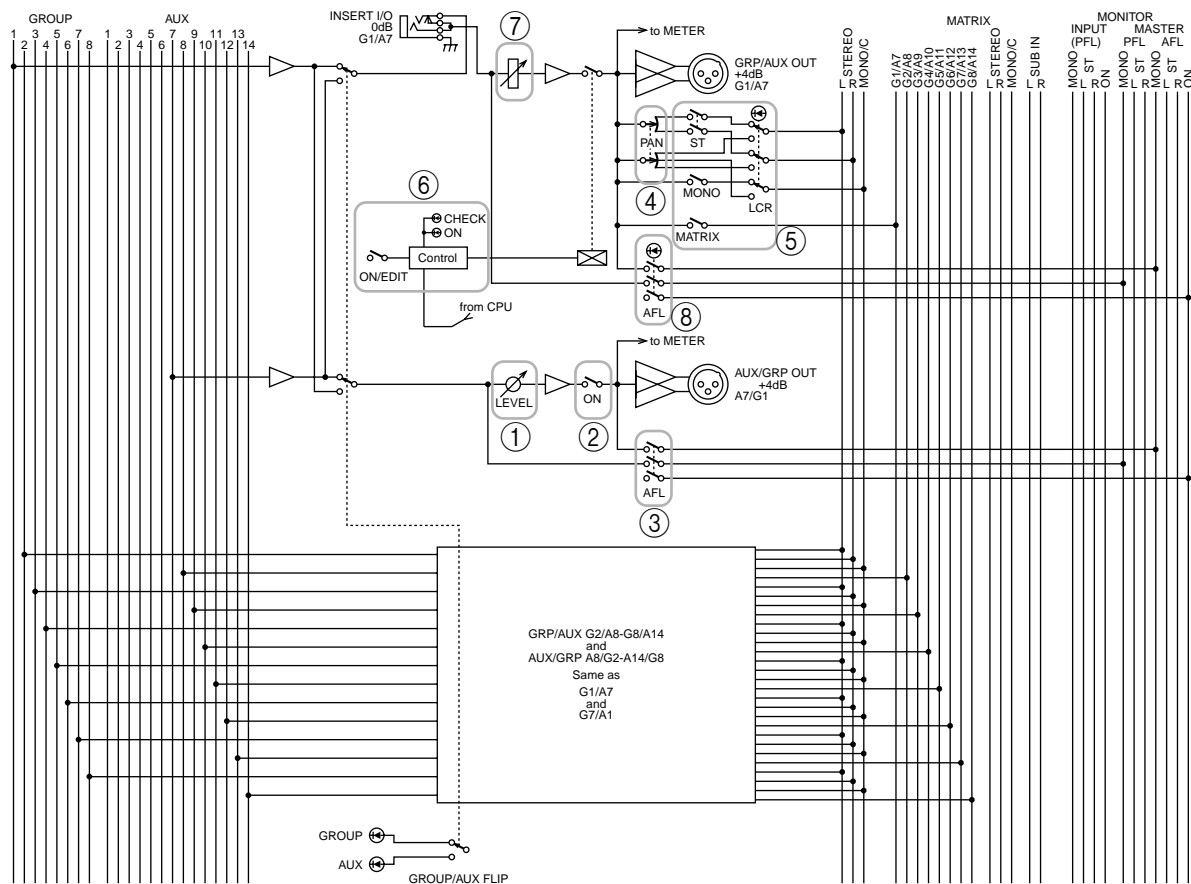 GROUP
AUX
1 2 3 4 5 6 7 8 1 2 3 4 5 6 7 8 9 10 11 12 13 14
INSERT I/O
0dB
G1/A7
7
to METER
GRP/AUX OUT
+4dB
G1/A7
PAN
ST
MONO
LCR
MATRIX
4
5
6
CHECK
ON
Control
ON/EDIT
from CPU
AFL
8
to METER
LEVEL
ON
AUX/GRP OUT
+4dB
A7/G1
1
2
AFL
3
GRP/AUX G2/A8-G8/A14
and
AUX/GRP A8/G2-A14/G8
Same as
G1/A7
and
G7/A1
GROUP
AUX
GROUP/AUX FLIP
L STEREO
R
MONO/C
MATRIX
G1/A7
G2/A8
G3/A9
G4/A10
G5/A11
G6/A12
G7/A13
G8/A14
L STEREO
R
MONO/C
L SUB IN
R
MONITOR
INPUT
(PFL)
MASTER
PFL
AFL
MONO
L ST
R
ON
MONO
L ST
R
MONO
L ST
R
ON